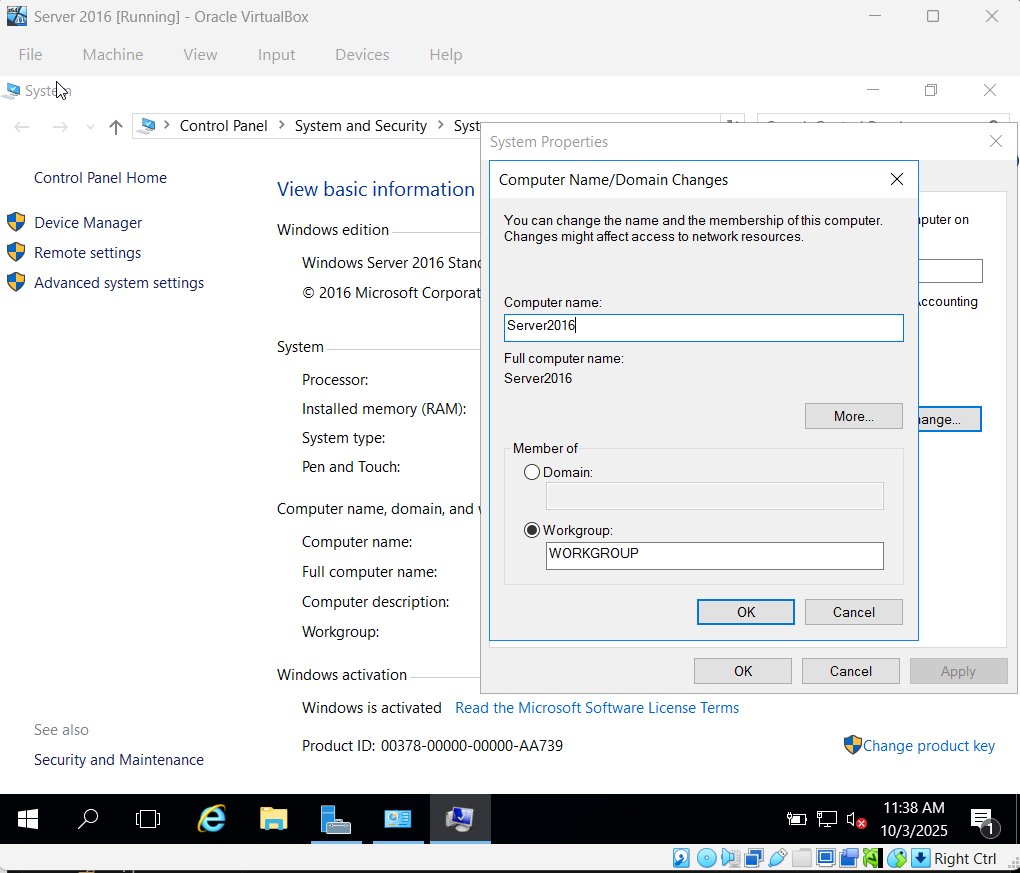 Server 2016 [Running] - Oracle VirtualBox
File Machine View Input Devices Help
System
Control Panel > System and Security > Syst
System Properties
Control Panel Home
Computer Name/Domain Changes
View basic information
Device Manager
You can change the name and the membership of this computer.
Changes might affect access to network resources.
puter on
Windows edition
Remote settings
Windows Server 2016 Stand
Advanced system settings
© 2016 Microsoft Corporat
Computer name:
Accounting
Server2016
System
Full computer name:
Server2016
Processor:
Installed memory (RAM):
More...
hange...
System type:
Member of
Pen and Touch:
Domain:
Computer name, domain, and w
Workgroup:
Computer name:
WORKGROUP
Full computer name:
Computer description:
OK Cancel
Workgroup:
Windows activation
OK Cancel Apply
Windows is activated Read the Microsoft Software License Terms
See also
Product ID: 00378-00000-00000-AA739
Change product key
Security and Maintenance
11:38 AM
10/3/2025
1
Right Ctrl